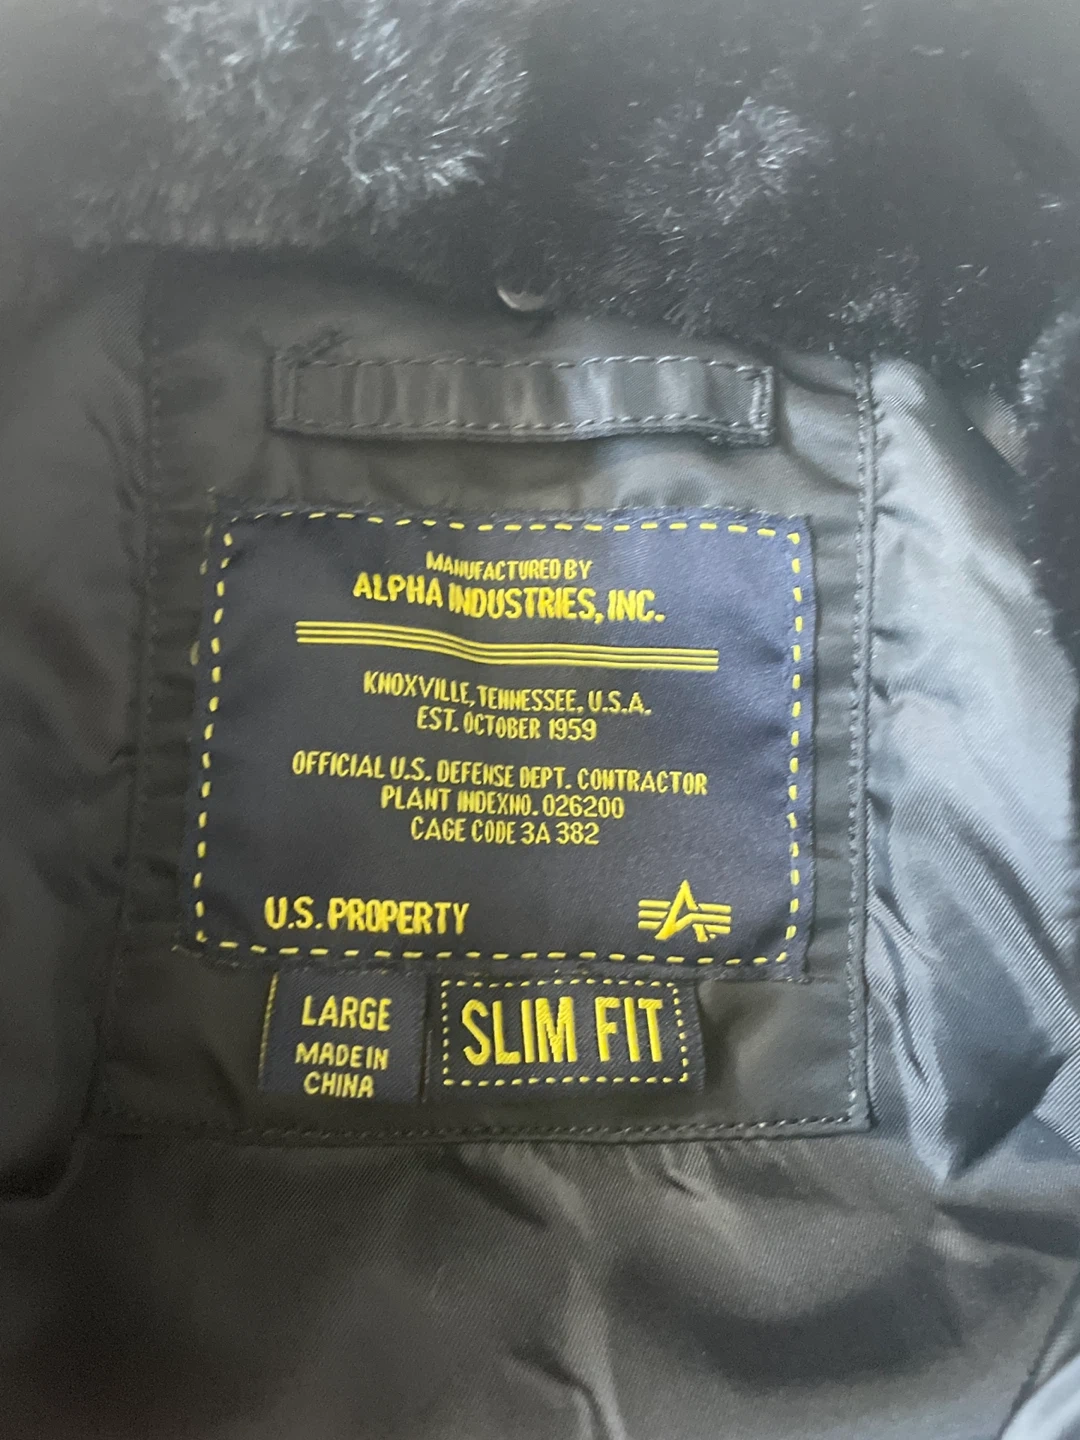 MANUFACTURED BY
ALPHA INDUSTRIES, INC.
KNOXVILLE, TENNESSEE, U.S.A.
EST. OCTOBER 1959
OFFICIAL U.S. DEFENSE DEPT. CONTRACTOR
PLANT INDEXNO. 026200
CAGE CODE 3A 382
U.S. PROPERTY
LARGE
MADE IN
CHINA
SLIM FIT